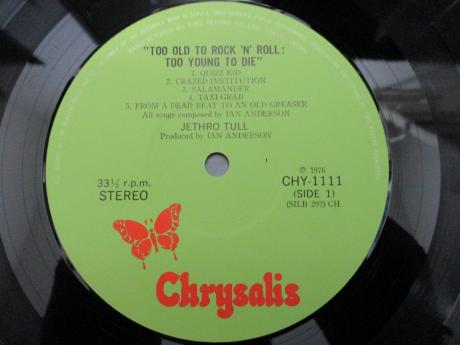 "TOO OLD TO ROCK 'N' ROLL:
TOO YOUNG TO DIE"
1. QUIZZ KID
2. CRAZED INSTITUTION
3. SALAMANDER
4. TAXI GRAB
5. FROM A DEAD BEAT TO AN OLD GREASER
All songs composed by IAN ANDERSON
JETHRO TULL
Produced by IAN ANDERSON
33⅓ r.p.m.
STEREO
℗ 1976
CHY-1111
(SIDE 1)
(SILB 292) CH
Chrysalis